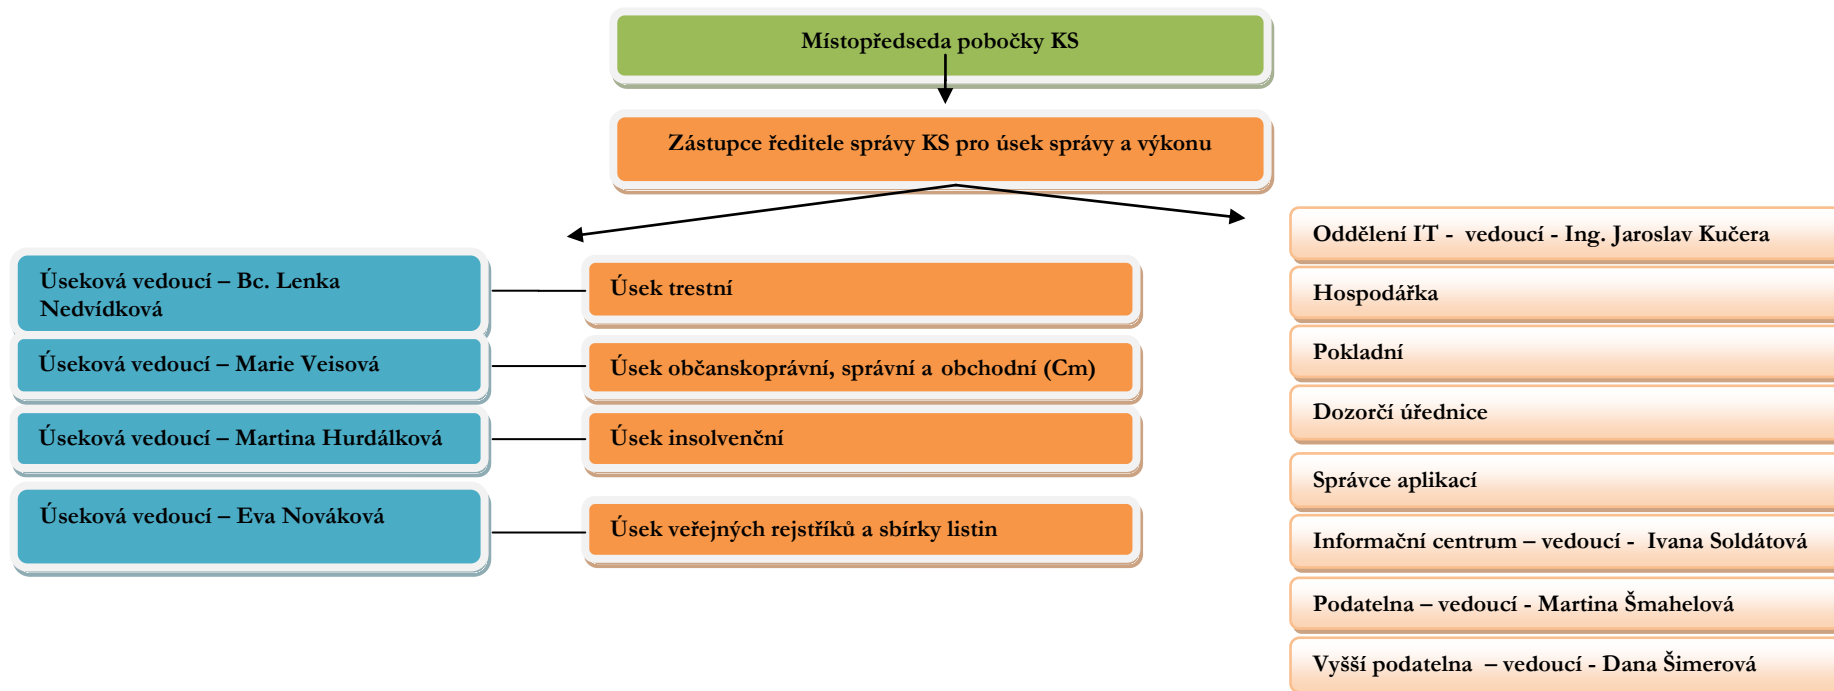 Místopředseda pobočky KS
Zástupce ředitele správy KS pro úsek správy a výkonu
Úseková vedoucí – Bc. Lenka
Nedvídková
Úsek trestní
Úseková vedoucí – Marie Veisová
Úsek občanskoprávní, správní a obchodní (Cm)
Úseková vedoucí – Martina Hurdálková
Úsek insolvenční
Úseková vedoucí – Eva Nováková
Úsek veřejných rejstříků a sbírky listin
Oddělení IT - vedoucí - Ing. Jaroslav Kučera
Hospodářka
Pokladní
Dozorčí úřednice
Správce aplikací
Informační centrum – vedoucí - Ivana Soldátová
Podatelna – vedoucí - Martina Šmahelová
Vyšší podatelna – vedoucí - Dana Šimerová